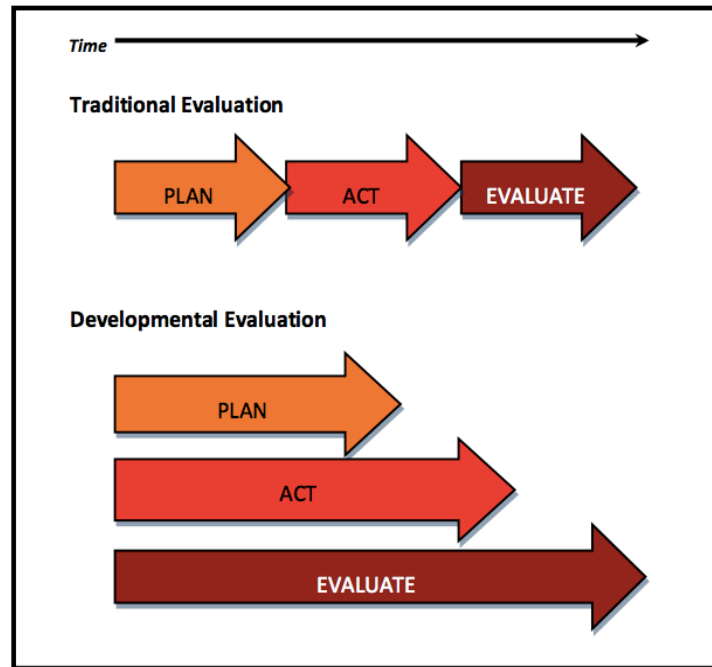 Time
Traditional Evaluation
PLAN
ACT
EVALUATE
Developmental Evaluation
PLAN
ACT
EVALUATE